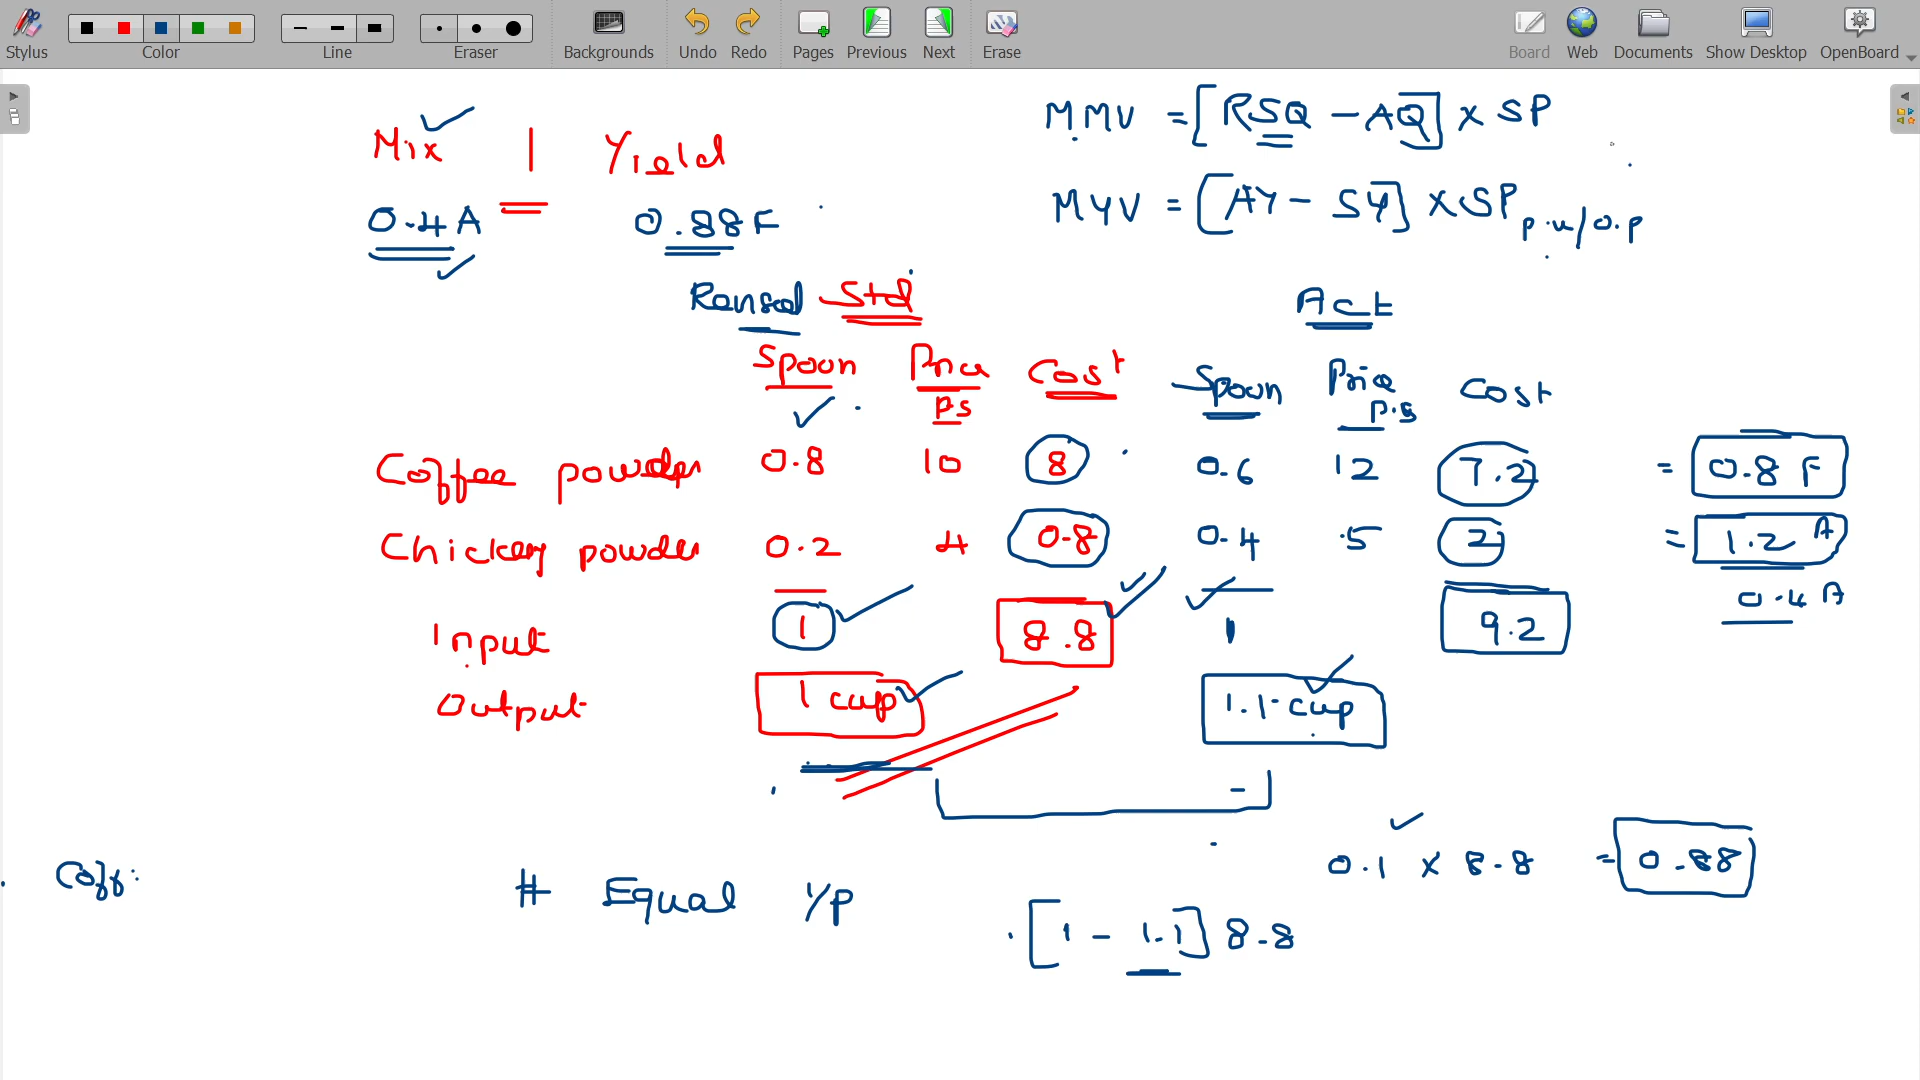 Stylus Color Line Eraser Backgrounds Undo Redo Pages Previous Next Erase Board Web Documents Show Desktop OpenBoard
MMV = [RSQ - AQ] x SP
Mix | Yield
MYV = [AY - SY] x SP p.u/o.p
0.4 A 0.88 F
Std Act
Spoon Price Cost Spoon Price Cost
Ps P.s
Coffee powder 0.8 10 8 0.6 12 7.2 = 0.8 F
Chickery powder 0.2 4 0.8 0.4 5 2 = 1.2 A
0.4 A
Input 1 8.8 1 9.2
Output 1 cup 1.1 cup
0.1 x 8.8 = 0.88
# Equal I/P
[1 - 1.1] 8.8